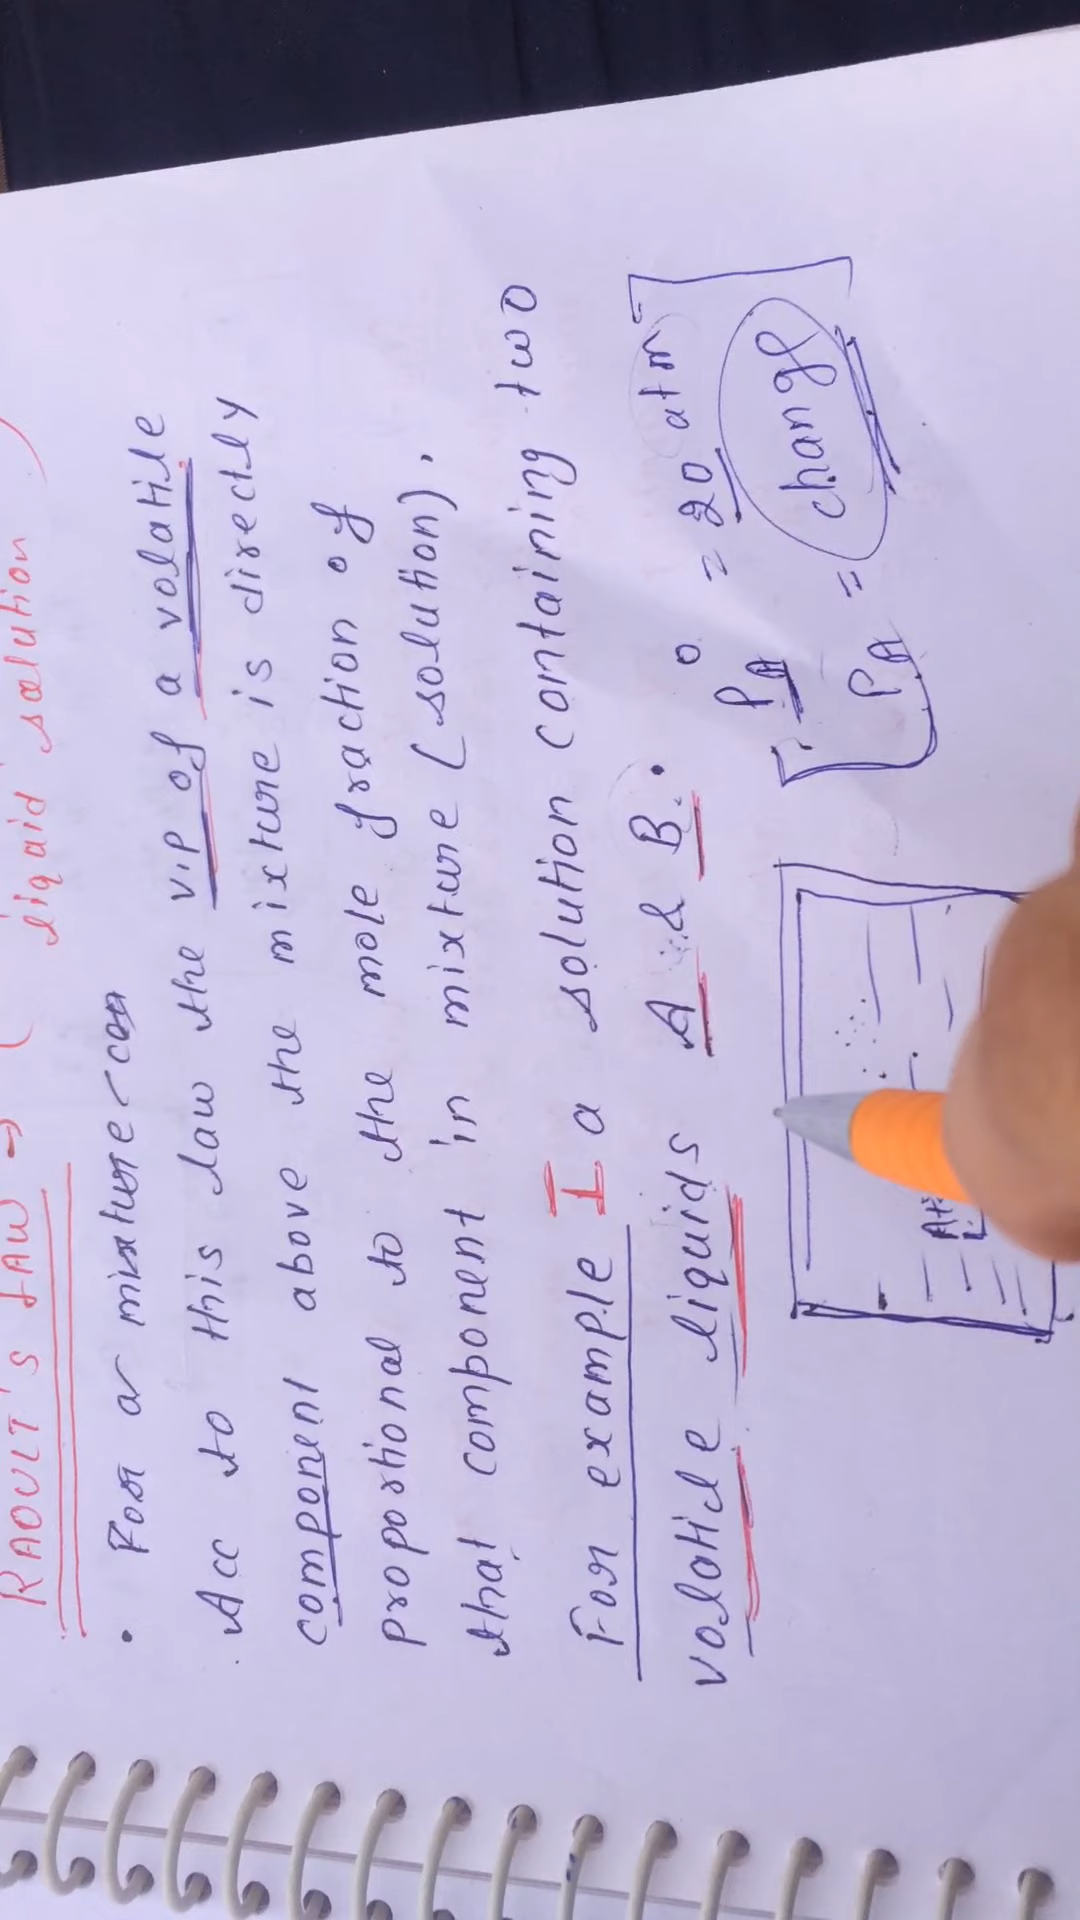 RAOULT'S LAW → ( liquid solution )
• For a mixture con
Acc to this law the V.P of a volatile
component above the mixture is directly
proportional to the mole fraction of
that component in mixture (solution).
For example I a solution containing two
volatile liquids A & B.
P°A = 20 atm
PA = change